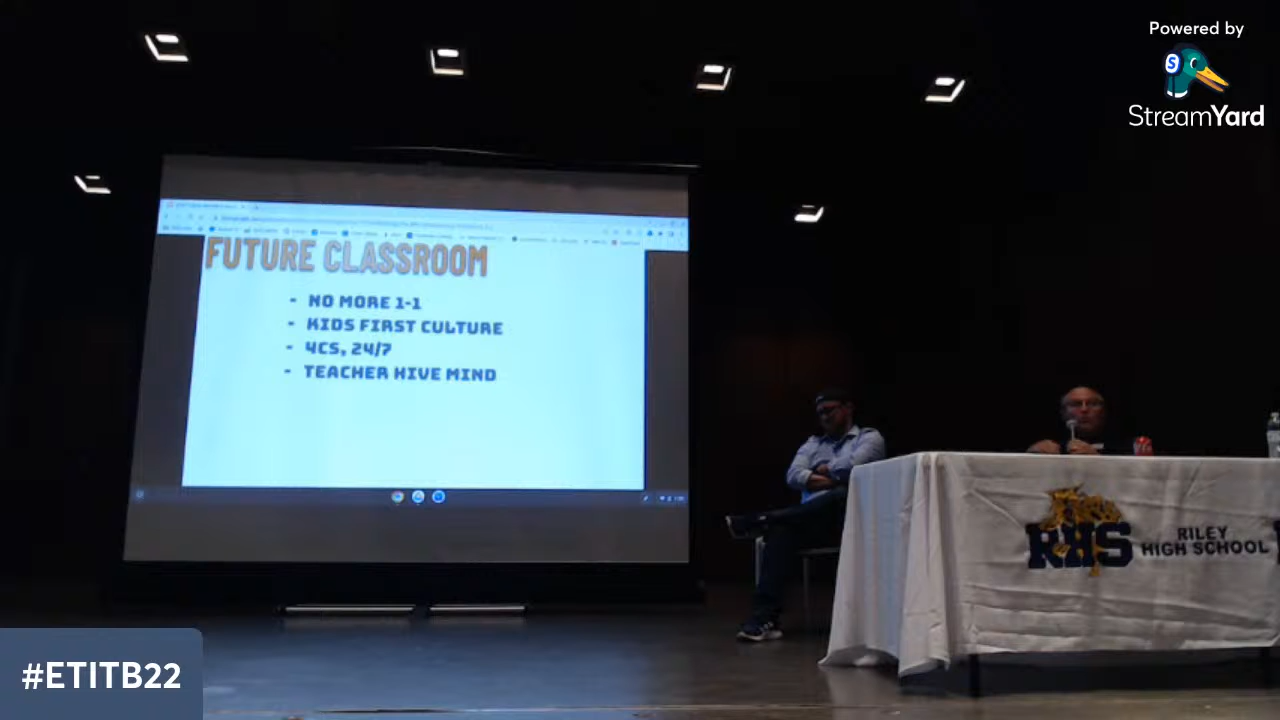 Powered by
StreamYard
FUTURE CLASSROOM
- NO MORE 1-1
- KIDS FIRST CULTURE
- 4CS, 24/7
- TEACHER HIVE MIND
RHS
RILEY
HIGH SCHOOL
#ETITB22